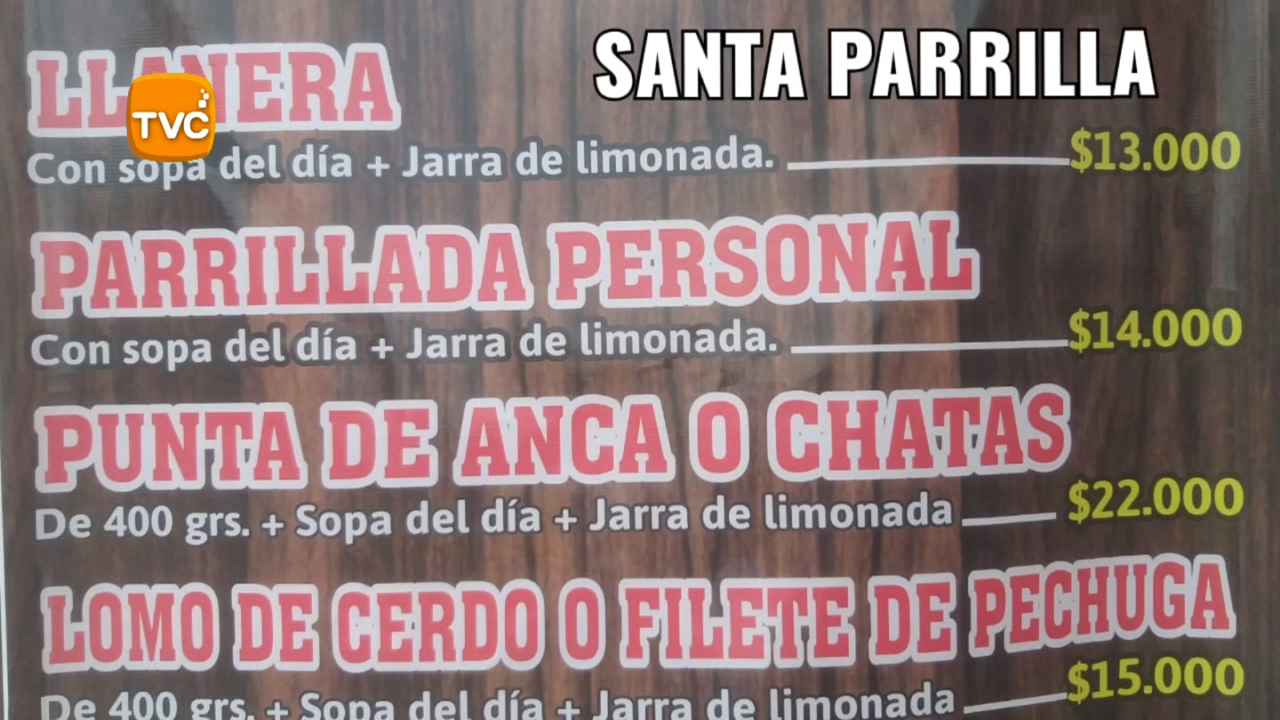 SANTA PARRILLA
LLANERA
TVC
Con sopa del día + Jarra de limonada. $13.000
PARRILLADA PERSONAL
Con sopa del día + Jarra de limonada. $14.000
PUNTA DE ANCA O CHATAS
De 400 grs. + Sopa del día + Jarra de limonada $22.000
LOMO DE CERDO O FILETE DE PECHUGA
De 400 grs. + Sopa del día + Jarra de limonada $15.000